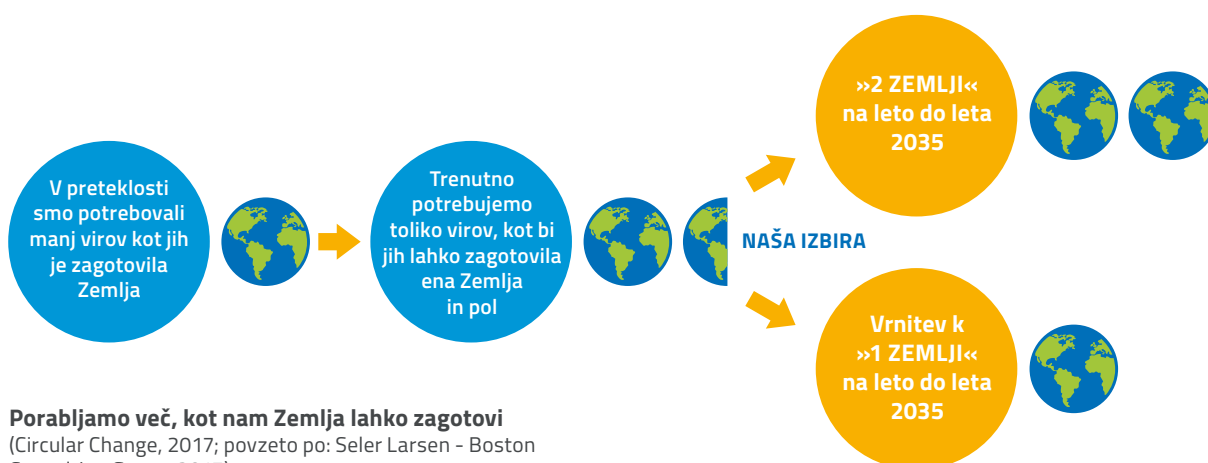 V preteklosti
smo potrebovali
manj virov kot jih
je zagotovila
Zemlja
Trenutno
potrebujemo
toliko virov, kot bi
jih lahko zagotovila
ena Zemlja
in pol
NAŠA IZBIRA
»2 ZEMLJI«
na leto do leta
2035
Vrnitev k
»1 ZEMLJI«
na leto do leta
2035
Porabljamo več, kot nam Zemlja lahko zagotovi
(Circular Change, 2017; povzeto po: Seler Larsen - Boston